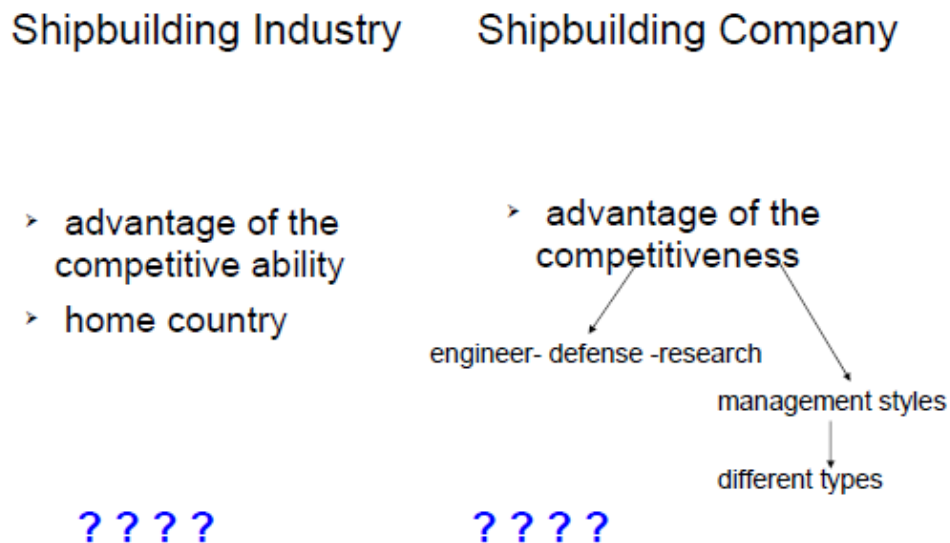 Shipbuilding Industry
Shipbuilding Company
➢ advantage of the
competitive ability
➢ home country
➢ advantage of the
competitiveness
engineer- defense -research
management styles
different types
? ? ? ?
? ? ? ?